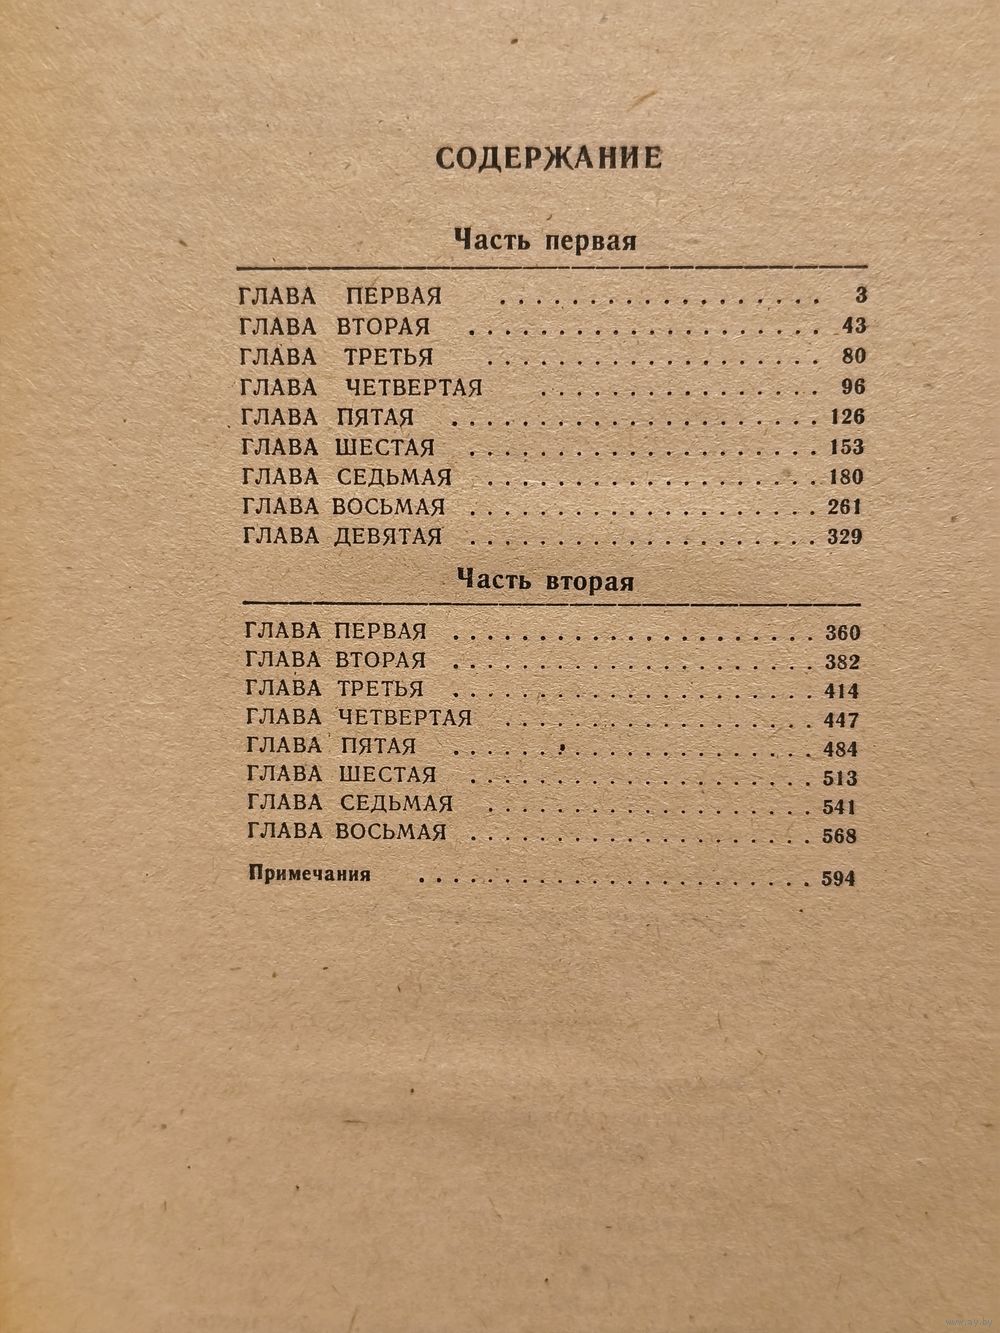 СОДЕРЖАНИЕ
Часть первая
ГЛАВА ПЕРВАЯ . . . . . . . . . . . . . . . . . . . 3
ГЛАВА ВТОРАЯ . . . . . . . . . . . . . . . . . . . . . 43
ГЛАВА ТРЕТЬЯ . . . . . . . . . . . . . . . . . . . . 80
ГЛАВА ЧЕТВЕРТАЯ . . . . . . . . . . . . . . . . . 96
ГЛАВА ПЯТАЯ . . . . . . . . . . . . . . . . . . . . . . 126
ГЛАВА ШЕСТАЯ . . . . . . . . . . . . . . . . . . . . . 153
ГЛАВА СЕДЬМАЯ . . . . . . . . . . . . . . . . . . . . 180
ГЛАВА ВОСЬМАЯ . . . . . . . . . . . . . . . . . . . . . 261
ГЛАВА ДЕВЯТАЯ . . . . . . . . . . . . . . . . . . . . . 329
Часть вторая
ГЛАВА ПЕРВАЯ . . . . . . . . . . . . . . . . . . . . . . 360
ГЛАВА ВТОРАЯ . . . . . . . . . . . . . . . . . . . . . . 382
ГЛАВА ТРЕТЬЯ . . . . . . . . . . . . . . . . . . . . . . 414
ГЛАВА ЧЕТВЕРТАЯ . . . . . . . . . . . . . . . . . . . 447
ГЛАВА ПЯТАЯ . . . . . . . . . . . . . . . . . . . . . . 484
ГЛАВА ШЕСТАЯ . . . . . . . . . . . . . . . . . . . . . 513
ГЛАВА СЕДЬМАЯ . . . . . . . . . . . . . . . . . . . . 541
ГЛАВА ВОСЬМАЯ . . . . . . . . . . . . . . . . . . . . . 568
Примечания . . . . . . . . . . . . . . . . . . . . . . . . 594
www.ay.by